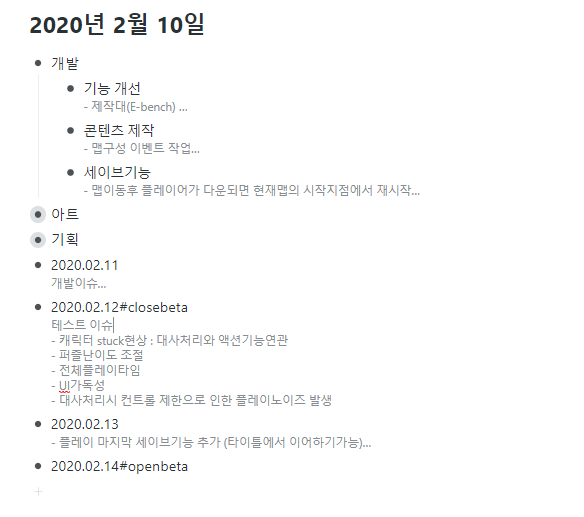 2020년 2월 10일
개발
기능 개선
- 제작대(E-bench) ...
콘텐츠 제작
- 맵구성 이벤트 작업...
세이브기능
- 맵이동후 플레이어가 다운되면 현재맵의 시작지점에서 재시작...
아트
기획
2020.02.11
개발이슈...
2020.02.12#closebeta
테스트 이슈
- 캐릭터 stuck현상 : 대사처리와 액션기능연관
- 퍼즐난이도 조절
- 전체플레이타임
- UI가독성
- 대사처리시 컨트롤 제한으로 인한 플레이노이즈 발생
2020.02.13
- 플레이 마지막 세이브기능 추가 (타이틀에서 이어하기가능)...
2020.02.14#openbeta